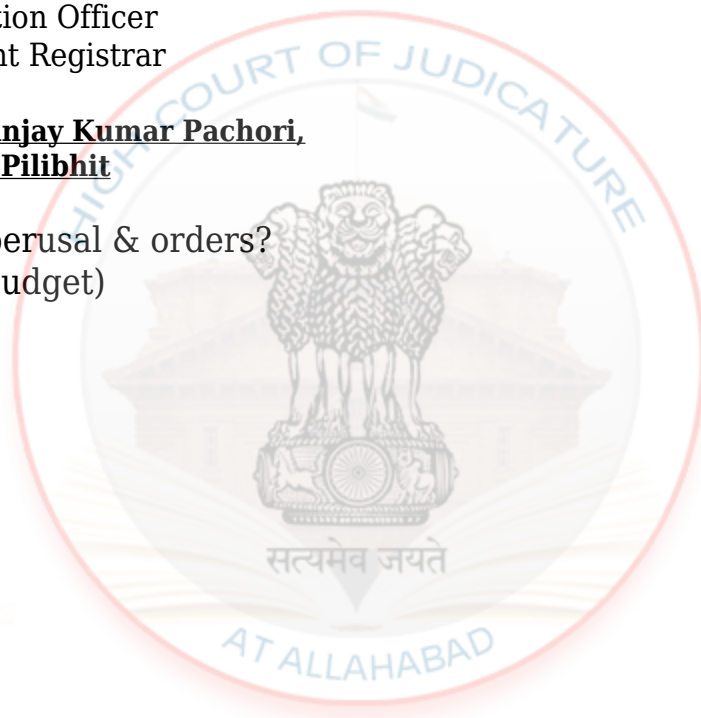 tion Officer
nt Registrar
njay Kumar Pachori,
Pilibhit
perusal & orders?
udget)
HIGH COURT OF JUDICATURE
सत्यमेव जयते
AT ALLAHABAD